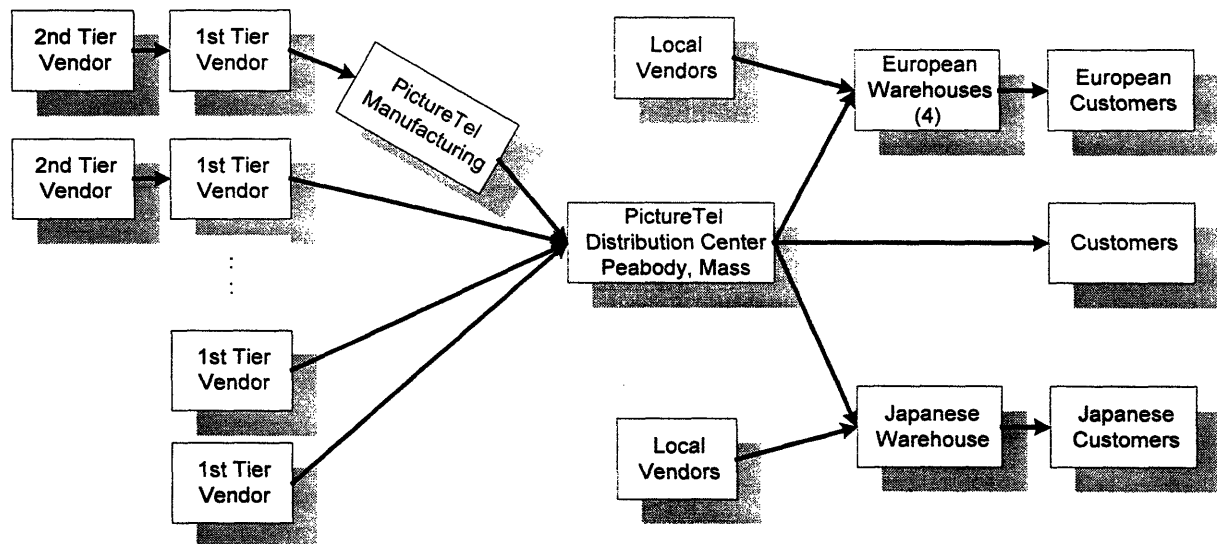 2nd Tier
Vendor
1st Tier
Vendor
PictureTel
Manufacturing
2nd Tier
Vendor
1st Tier
Vendor
1st Tier
Vendor
1st Tier
Vendor
PictureTel
Distribution Center
Peabody, Mass
Local
Vendors
European
Warehouses
(4)
European
Customers
Customers
Local
Vendors
Japanese
Warehouse
Japanese
Customers